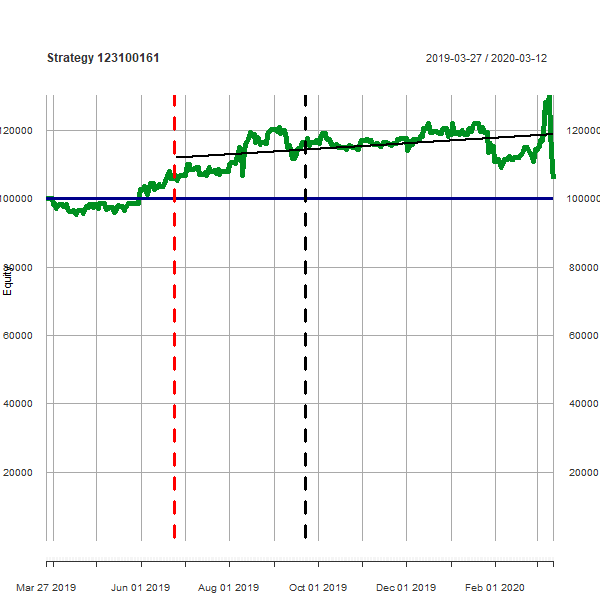 Strategy 123100161 2019-03-27 / 2020-03-12
120000 120000
100000 100000
80000 80000
Equity
60000 60000
40000 40000
20000 20000
Mar 27 2019 Jun 01 2019 Aug 01 2019 Oct 01 2019 Dec 01 2019 Feb 01 2020